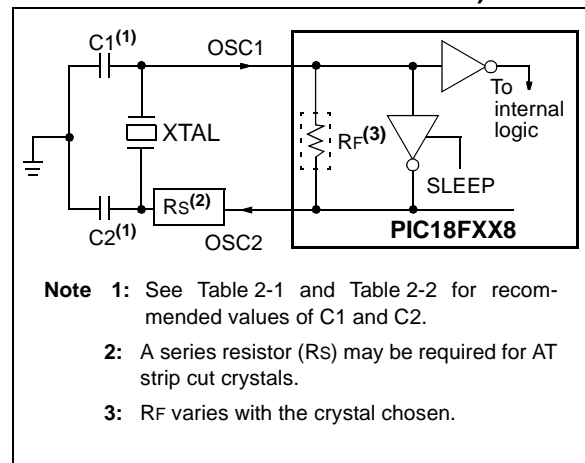 C1(1)
OSC1
To
internal
logic
XTAL
RF(3)
SLEEP
C2(1)
RS(2)
OSC2
PIC18FXX8
Note 1: See Table 2-1 and Table 2-2 for recom-
mended values of C1 and C2.
2: A series resistor (RS) may be required for AT
strip cut crystals.
3: RF varies with the crystal chosen.